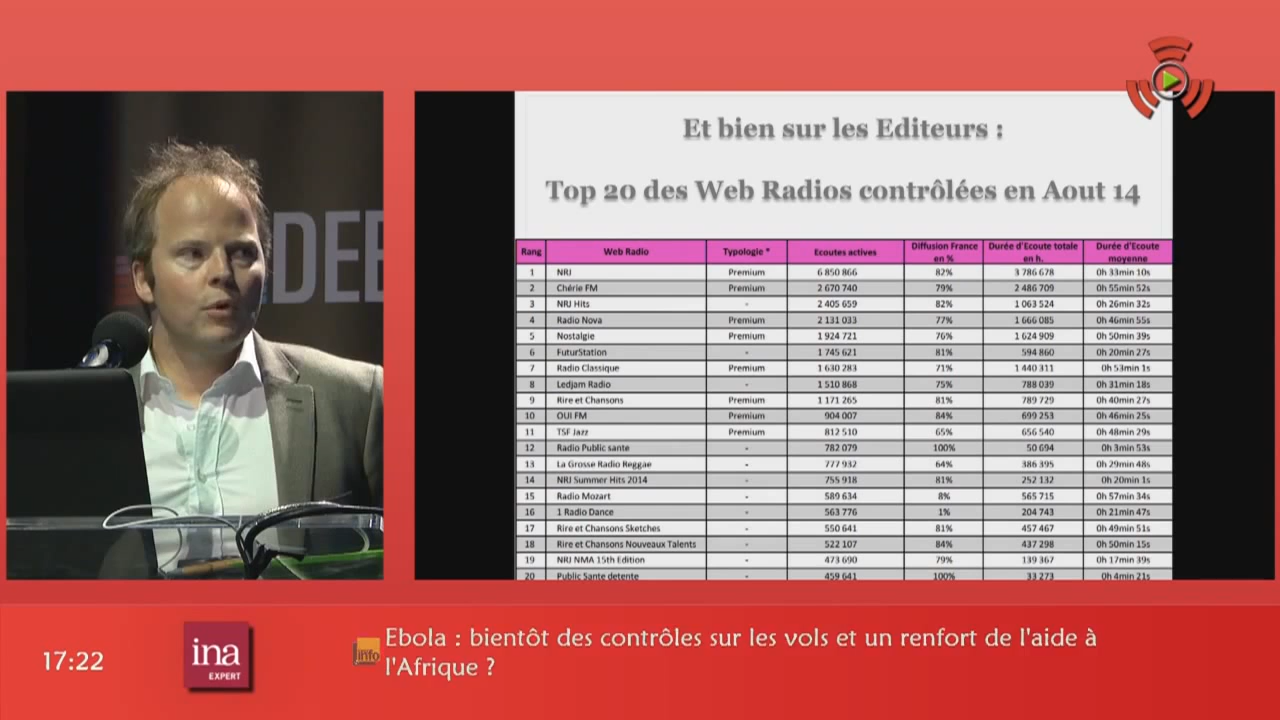 DEB
Et bien sur les Editeurs :
Top 20 des Web Radios contrôlées en Aout 14
Rang Web Radio Typologie * Ecoutes actives Diffusion France en % Durée d'Ecoute totale en h. Durée d'Ecoute moyenne
1 NRJ Premium 6 850 866 82% 3 786 678 0h 33min 10s
2 Chérie FM Premium 2 670 740 79% 2 486 709 0h 55min 52s
3 NRJ Hits - 2 405 659 82% 1 063 524 0h 26min 32s
4 Radio Nova Premium 2 131 033 77% 1 666 085 0h 46min 55s
5 Nostalgie Premium 1 924 721 76% 1 624 909 0h 50min 39s
6 FuturStation - 1 745 621 81% 594 860 0h 20min 27s
7 Radio Classique Premium 1 630 283 71% 1 440 311 0h 53min 1s
8 Ledjam Radio - 1 510 868 75% 788 039 0h 31min 18s
9 Rire et Chansons Premium 1 171 265 81% 789 729 0h 40min 27s
10 OUI FM Premium 904 007 84% 699 253 0h 46min 25s
11 TSF Jazz Premium 812 510 65% 656 540 0h 48min 29s
12 Radio Public sante - 782 079 100% 50 694 0h 3min 53s
13 La Grosse Radio Reggae - 777 932 64% 386 395 0h 29min 48s
14 NRJ Summer Hits 2014 - 755 918 81% 252 132 0h 20min 1s
15 Radio Mozart - 589 634 8% 565 715 0h 57min 34s
16 1 Radio Dance - 563 776 1% 204 743 0h 21min 47s
17 Rire et Chansons Sketches - 550 641 81% 457 467 0h 49min 51s
18 Rire et Chansons Nouveaux Talents - 522 107 84% 437 298 0h 50min 15s
19 NRJ NMA 15th Edition - 473 690 79% 139 367 0h 17min 39s
20 Public Sante detente - 459 641 100% 33 273 0h 4min 21s
17:22
ina
EXPERT
info
Ebola : bientôt des contrôles sur les vols et un renfort de l'aide à
l'Afrique ?